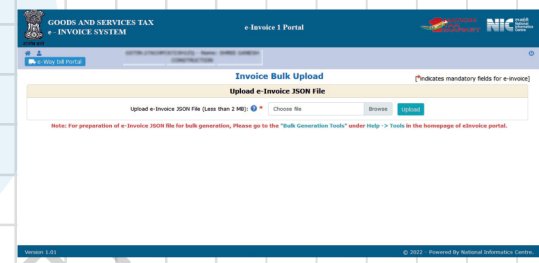 GOODS AND SERVICES TAX
e - INVOICE SYSTEM
e-Invoice 1 Portal
NIC
e-Way bill Portal
Invoice Bulk Upload
[*indicates mandatory fields for e-invoice]
Upload e-Invoice JSON File
Upload e-Invoice JSON File (Less than 2 MB): ? * Choose file Browse Upload
Note: For preparation of e-Invoice JSON file for bulk generation, Please go to the "Bulk Generation Tools" under Help -> Tools in the homepage of eInvoice portal.
Version 1.01
© 2022 - Powered By National Informatics Centre.